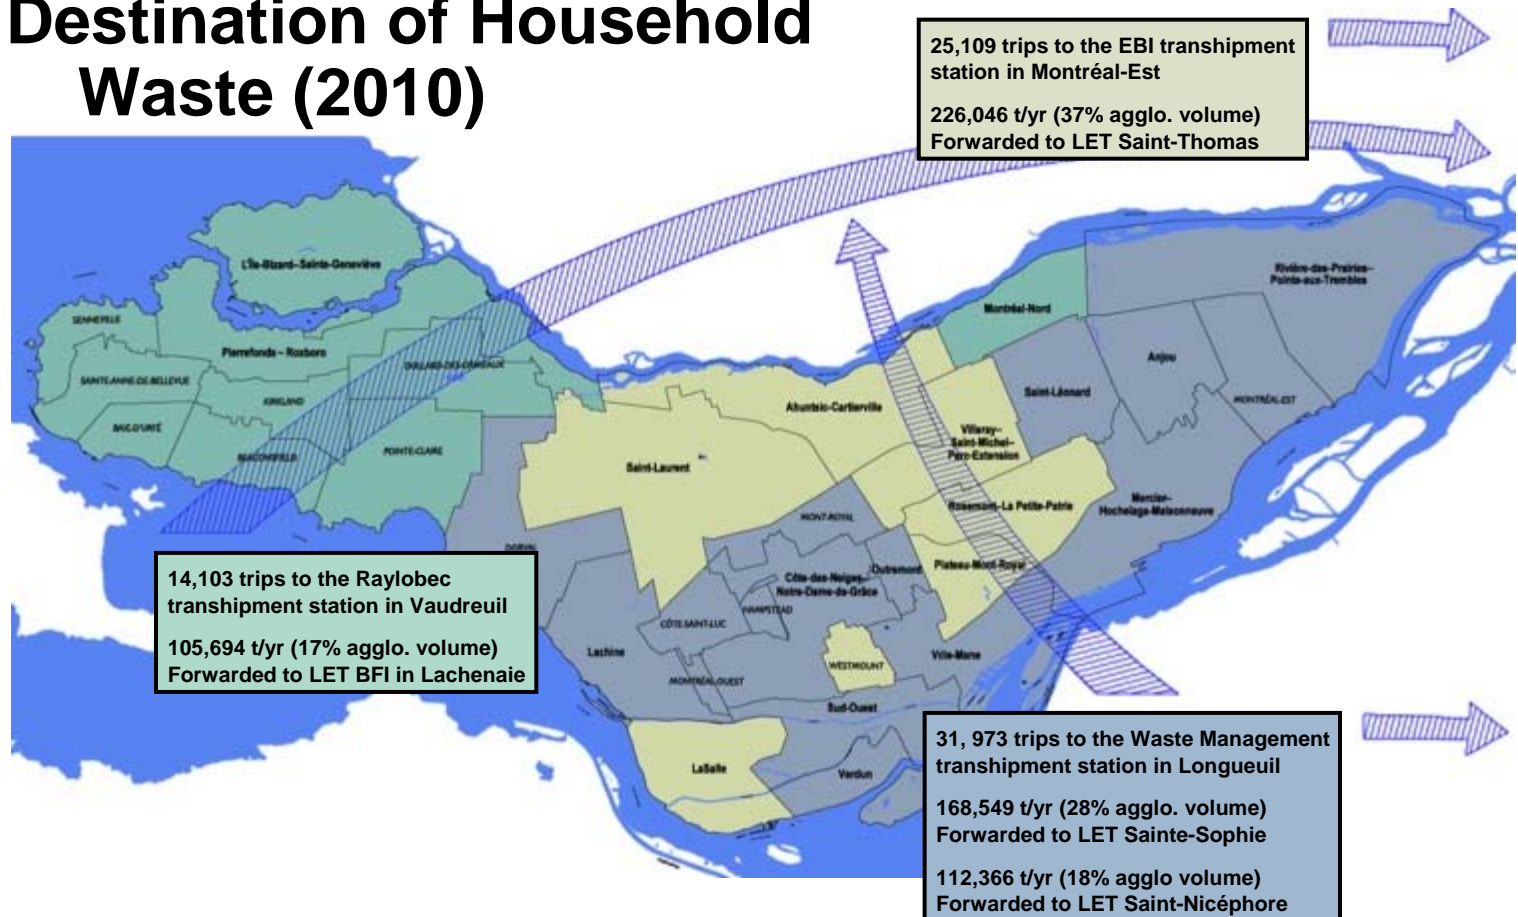 Destination of Household
Waste (2010)
25,109 trips to the EBI transhipment
station in Montréal-Est
226,046 t/yr (37% agglo. volume)
Forwarded to LET Saint-Thomas
L'Île-Bizard–Sainte-Geneviève
SENNEVILLE
Pierrefonds – Roxboro
DOLLARD-DES-ORMEAUX
SAINTE-ANNE-DE-BELLEVUE
KIRKLAND
BAIE-D'URFÉ
BEACONSFIELD
POINTE-CLAIRE
Rivière-des-Prairies–
Pointe-aux-Trembles
Montréal-Nord
Anjou
Saint-Léonard
MONTRÉAL-EST
Ahuntsic-Cartierville
Villeray–
Saint-Michel–
Parc-Extension
Saint-Laurent
Rosemont–La Petite-Patrie
Mercier–
Hochelaga-Maisonneuve
MONT-ROYAL
DORVAL
Outremont
Plateau-Mont-Royal
Côte-des-Neiges–
Notre-Dame-de-Grâce
HAMPSTEAD
CÔTE-SAINT-LUC
Lachine
WESTMOUNT
Ville-Marie
MONTRÉAL-OUEST
Sud-Ouest
LaSalle
Verdun
14,103 trips to the Raylobec
transhipment station in Vaudreuil
105,694 t/yr (17% agglo. volume)
Forwarded to LET BFI in Lachenaie
31, 973 trips to the Waste Management
transhipment station in Longueuil
168,549 t/yr (28% agglo. volume)
Forwarded to LET Sainte-Sophie
112,366 t/yr (18% agglo volume)
Forwarded to LET Saint-Nicéphore